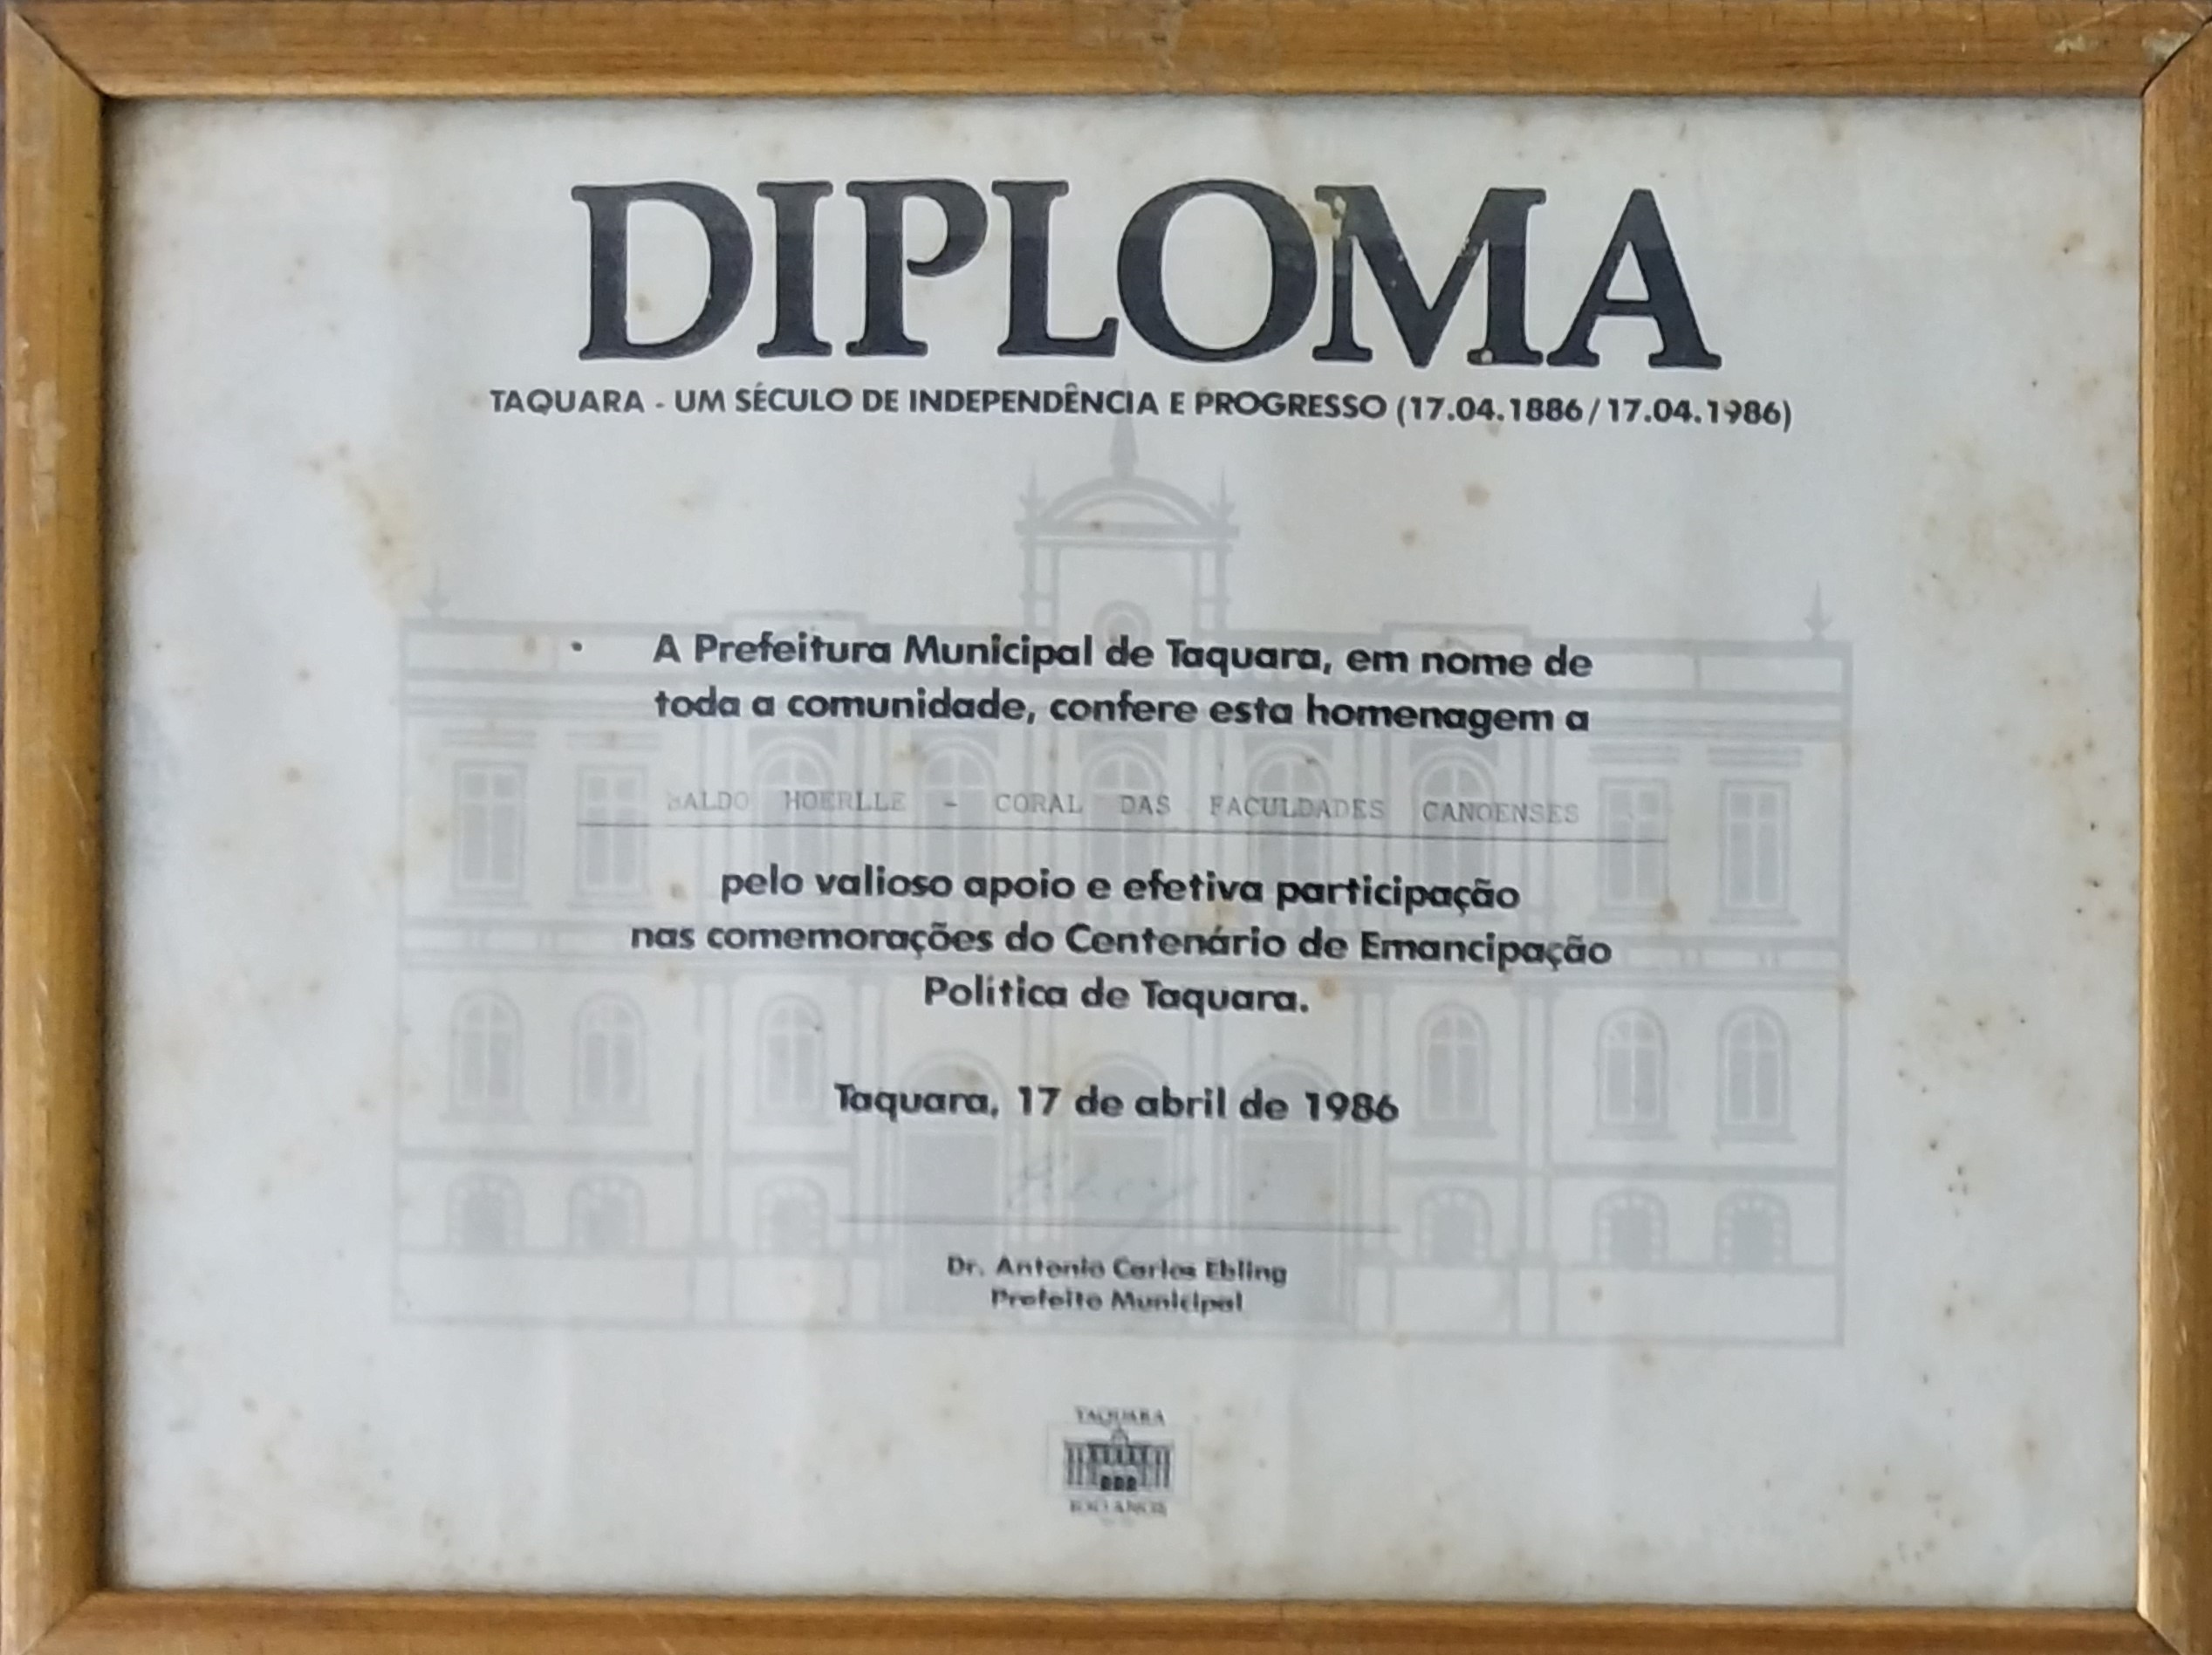 DIPLOMA
TAQUARA - UM SÉCULO DE INDEPENDÊNCIA E PROGRESSO (17.04.1886/17.04.1986)
A Prefeitura Municipal de Taquara, em nome de
toda a comunidade, confere esta homenagem a
HOERLLE - CORAL DAS FACULDADES CANOENSES
pelo valioso apoio e efetiva participação
nas comemorações do Centenário de Emancipação
Política de Taquara.
Taquara, 17 de abril de 1986
Dr. Antonio Carlos Ebling
Prefeito Municipal
TAQUARA
100 ANOS